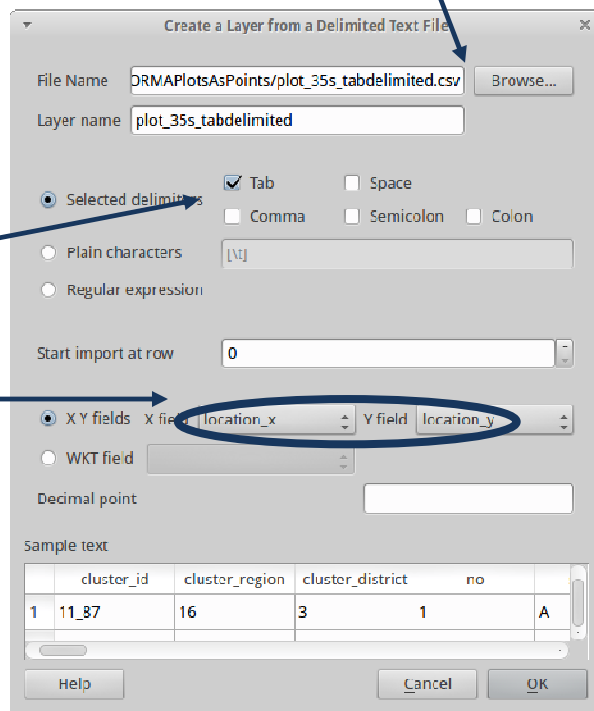 Create a Layer from a Delimited Text File
File Name ORMAPlotsAsPoints/plot_35s_tabdelimited.csv Browse...
Layer name plot_35s_tabdelimited
Tab Space
Selected delimiters
Comma Semicolon Colon
Plain characters [\t]
Regular expression
Start import at row 0
X Y fields X field location_x Y field location_y
WKT field
Decimal point
Sample text
cluster_id cluster_region cluster_district no
1 11_87 16 3 1 A
Help Cancel OK